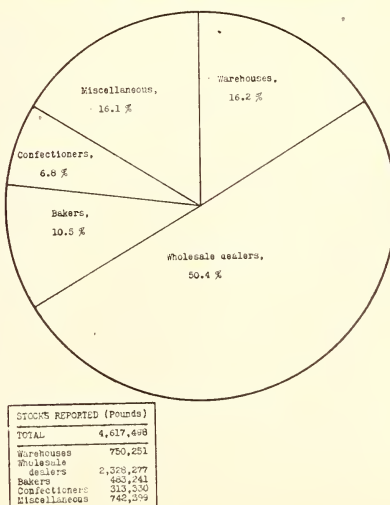 Miscellaneous,
16.1 %
Warehouses,
16.2 %
Confectioners,
6.8 %
Bakers,
10.5 %
Wholesale dealers,
50.4 %
STOCKS REPORTED (Pounds)
TOTAL 4,617,498
Warehouses 750,251
Wholesale
dealers 2,328,277
Bakers 483,241
Confectioners 313,330
Miscellaneous 742,399